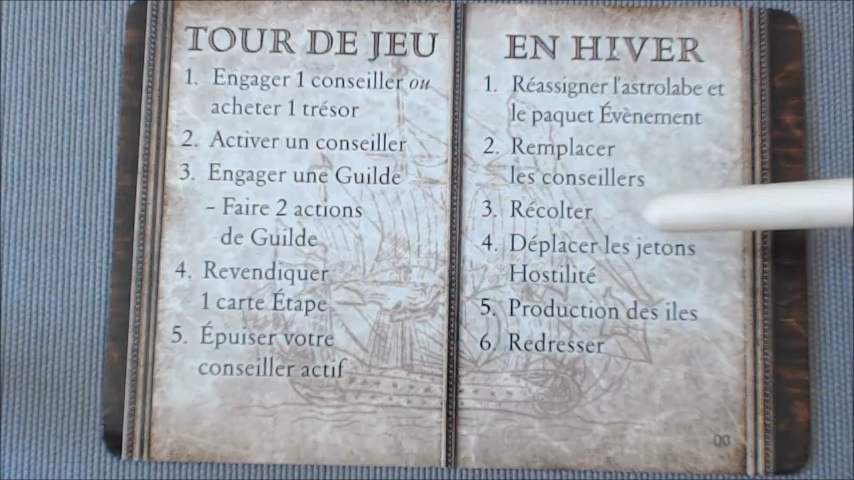 TOUR DE JEU
1. Engager 1 conseiller ou
acheter 1 trésor
2. Activer un conseiller
3. Engager une Guilde
– Faire 2 actions
de Guilde
4. Revendiquer
1 carte Étape
5. Épuiser votre
conseiller actif
EN HIVER
1. Réassigner l'astrolabe et
le paquet Évènement
2. Remplacer
les conseillers
3. Récolter
4. Déplacer les jetons
Hostilité
5. Production des iles
6. Redresser
00